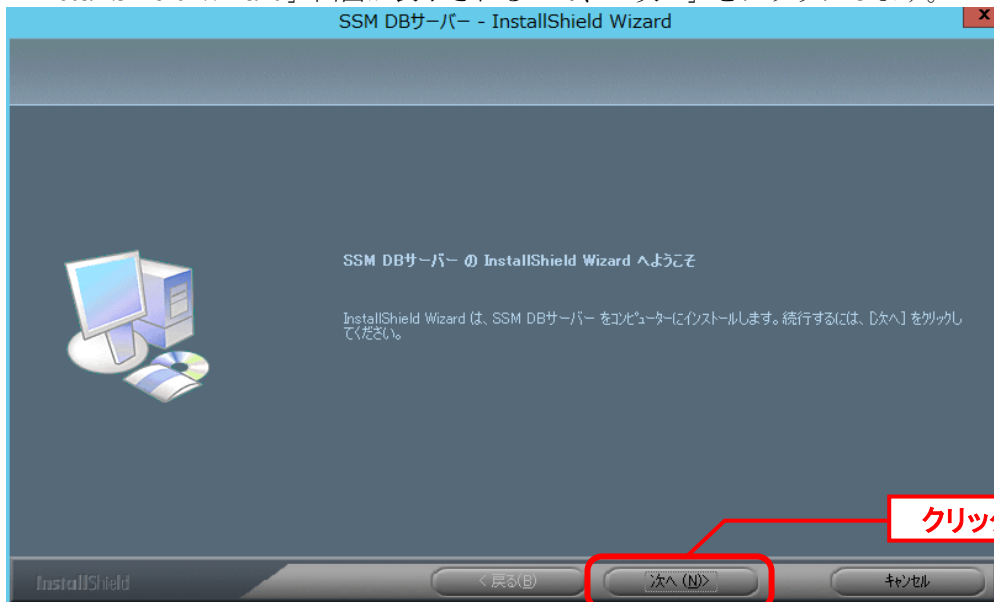 SSM DBサーバー - InstallShield Wizard
SSM DBサーバー の InstallShield Wizard へようこそ
InstallShield Wizard は、SSM DBサーバー をコンピューターにインストールします。続行するには、[次へ] をクリックし
てください。
クリック
InstallShield
< 戻る(B)
次へ (N)>
キャンセル